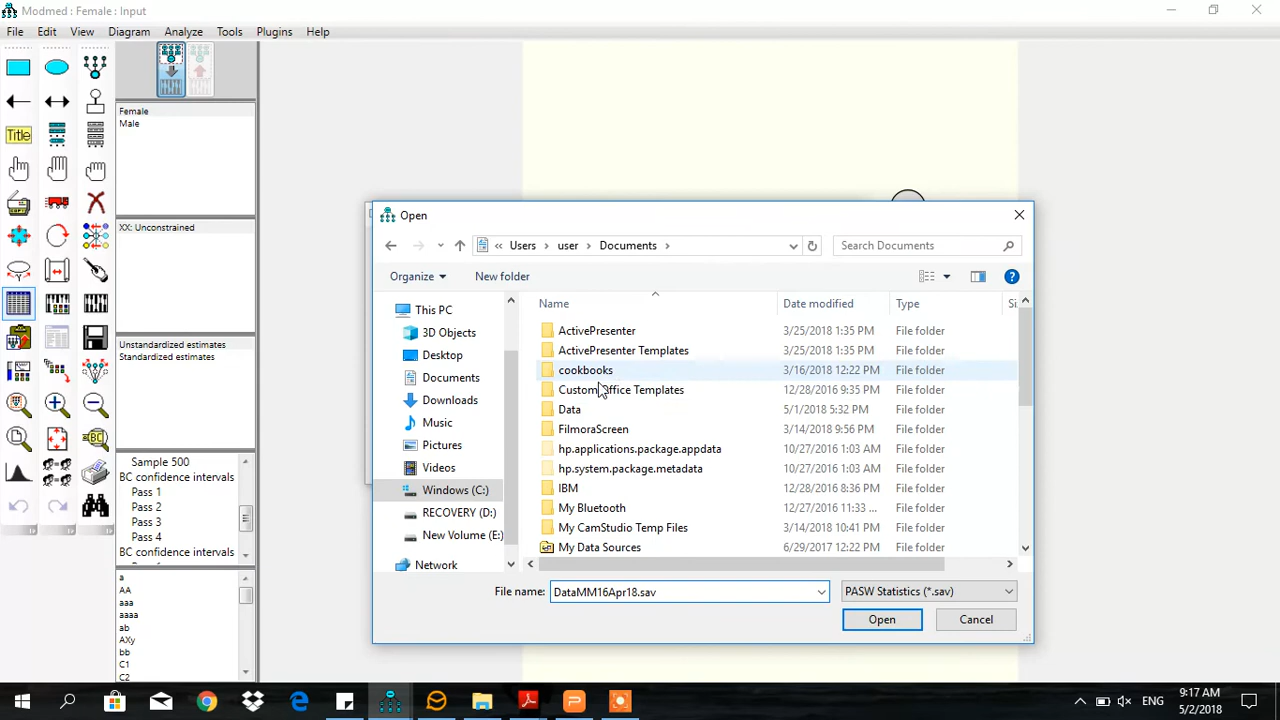 Modmed : Female : Input
File Edit View Diagram Analyze Tools Plugins Help
Title
Female
Male
XX: Unconstrained
Unstandardized estimates
Standardized estimates
Sample 500
BC confidence intervals
Pass 1
Pass 2
Pass 3
Pass 4
BC confidence intervals
a
AA
aaa
aaaa
ab
AXy
bb
C1
C2
Open
Users user Documents
Search Documents
Organize New folder
This PC
3D Objects
Desktop
Documents
Downloads
Music
Pictures
Videos
Windows (C:)
RECOVERY (D:)
New Volume (E:)
Network
Name Date modified Type Si
ActivePresenter 3/25/2018 1:35 PM File folder
ActivePresenter Templates 3/25/2018 1:35 PM File folder
cookbooks 3/16/2018 12:22 PM File folder
Custom Office Templates 12/28/2016 9:35 PM File folder
Data 5/1/2018 5:32 PM File folder
FilmoraScreen 3/14/2018 9:56 PM File folder
hp.applications.package.appdata 10/27/2016 1:03 AM File folder
hp.system.package.metadata 10/27/2016 1:03 AM File folder
IBM 12/28/2016 8:36 PM File folder
My Bluetooth 12/27/2016 11:33 ... File folder
My CamStudio Temp Files 3/14/2018 10:41 PM File folder
My Data Sources 6/29/2017 12:22 PM File folder
File name: DataMM16Apr18.sav PASW Statistics (*.sav)
Open Cancel
ENG
9:17 AM
5/2/2018